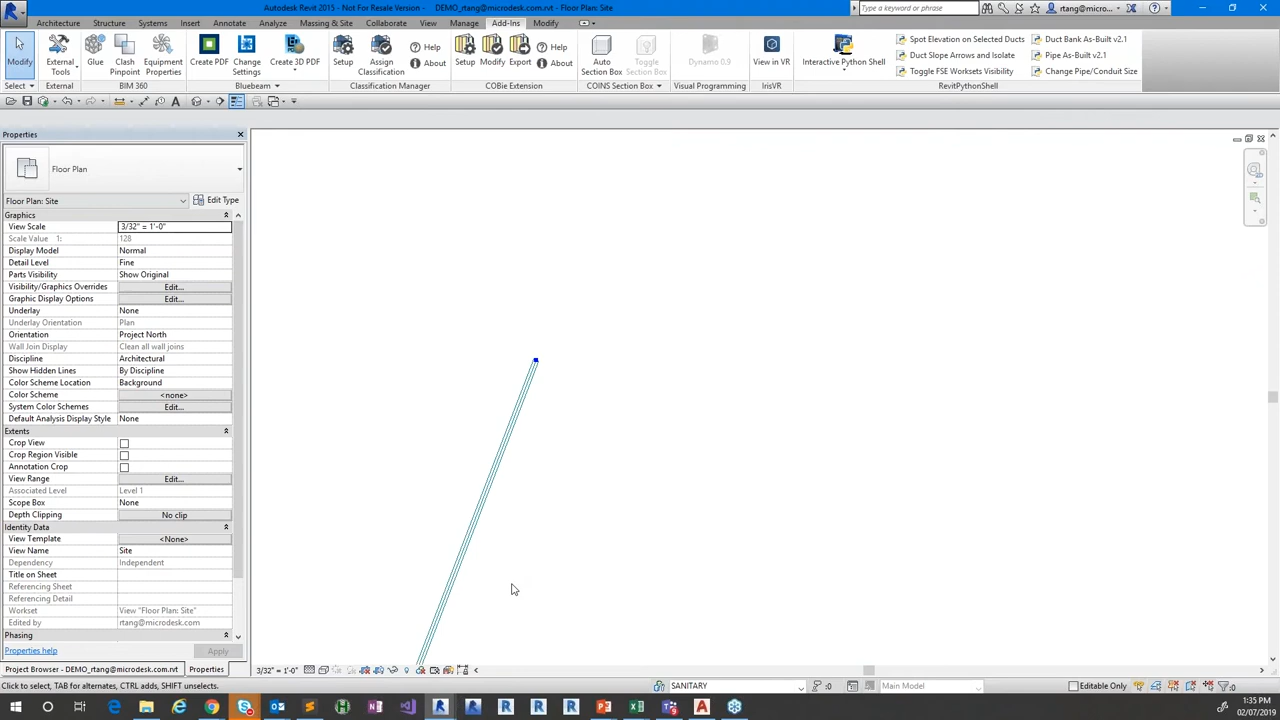 Autodesk Revit 2015 - Not For Resale Version - DEMO_rtang@microdesk.com.rvt - Floor Plan: Site
Type a keyword or phrase
rtang@micro...
Architecture Structure Systems Insert Annotate Analyze Massing & Site Collaborate View Manage Add-Ins Modify
Modify
External
Tools
Glue
Clash
Pinpoint
Equipment
Properties
Create PDF
Change
Settings
Create 3D PDF
Help
About
Setup
Assign
Classification
Setup
Modify
Export
Help
About
Auto
Section Box
Toggle
Section Box
Dynamo 0.9
View in VR
Interactive Python Shell
Spot Elevation on Selected Ducts
Duct Slope Arrows and Isolate
Toggle FSE Worksets Visibility
Duct Bank As-Built v2.1
Pipe As-Built v2.1
Change Pipe/Conduit Size
Select External BIM 360 Bluebeam Classification Manager COBie Extension COINS Section Box Visual Programming IrisVR RevitPythonShell
Properties
Floor Plan
Floor Plan: Site Edit Type
Graphics
View Scale 3/32" = 1'-0"
Scale Value 1: 128
Display Model Normal
Detail Level Fine
Parts Visibility Show Original
Visibility/Graphics Overrides Edit...
Graphic Display Options Edit...
Underlay None
Underlay Orientation Plan
Orientation Project North
Wall Join Display Clean all wall joins
Discipline Architectural
Show Hidden Lines By Discipline
Color Scheme Location Background
Color Scheme <none>
System Color Schemes Edit...
Default Analysis Display Style None
Extents
Crop View
Crop Region Visible
Annotation Crop
View Range Edit...
Associated Level Level 1
Scope Box None
Depth Clipping No clip
Identity Data
View Template <None>
View Name Site
Dependency Independent
Title on Sheet
Referencing Sheet
Referencing Detail
Workset View "Floor Plan: Site"
Edited by rtang@microdesk.com
Phasing
Properties help Apply
Project Browser - DEMO_rtang@microdesk.com.rvt Properties
3/32" = 1'-0"
Click to select, TAB for alternates, CTRL adds, SHIFT unselects.
SANITARY
:0
Main Model
Editable Only
:0
1:35 PM
02/07/2019